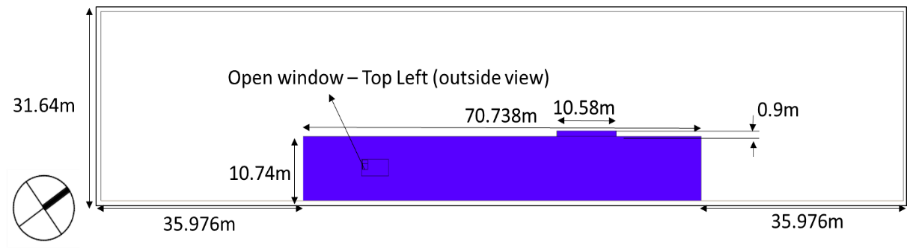 31.64m
Open window – Top Left (outside view)
70.738m
10.58m
0.9m
10.74m
35.976m
35.976m